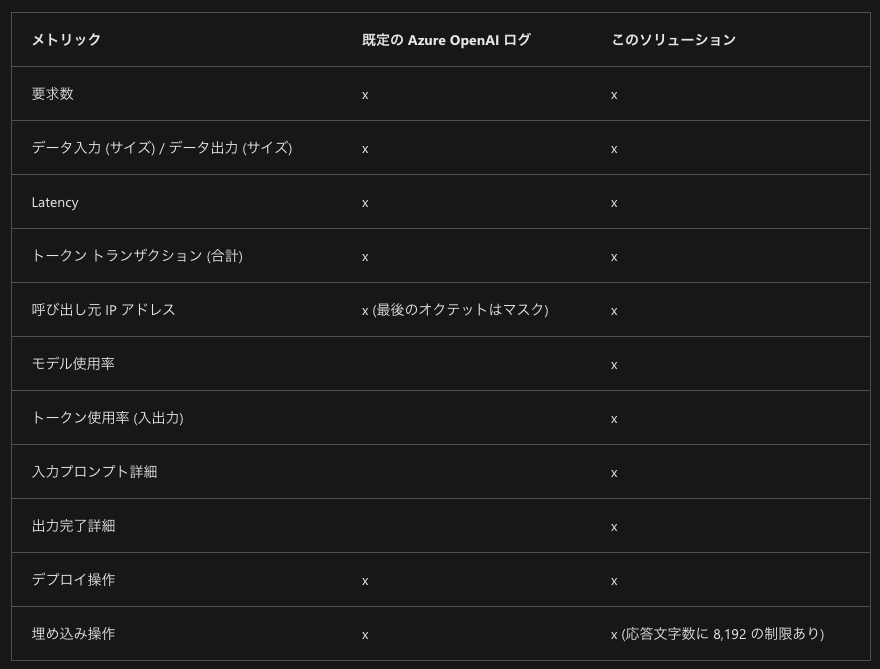 メトリック 既定の Azure OpenAI ログ このソリューション
要求数 x x
データ入力 (サイズ) / データ出力 (サイズ) x x
Latency x x
トークン トランザクション (合計) x x
呼び出し元 IP アドレス x (最後のオクテットはマスク) x
モデル使用率 x
トークン使用率 (入出力) x
入力プロンプト詳細 x
出力完了詳細 x
デプロイ操作 x x
埋め込み操作 x x (応答文字数に 8,192 の制限あり)